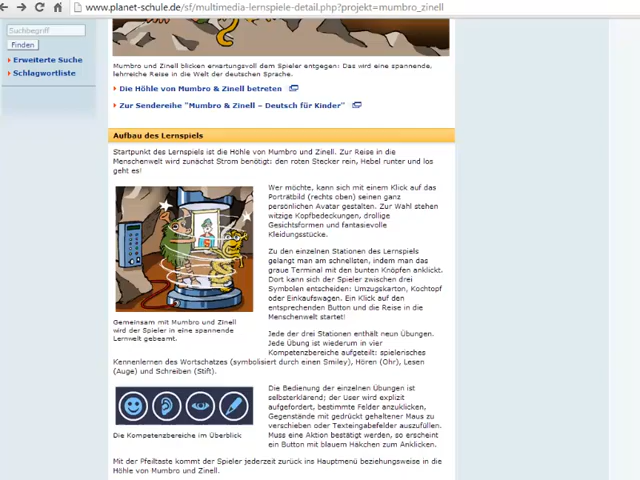 www.planet-schule.de/sf/multimedia-lernspiele-detail.php?projekt=mumbro_zinell
Suchbegriff
Finden
Erweiterte Suche
Schlagwortliste
Mumbro und Zinell blicken erwartungsvoll dem Spieler entgegen: Das wird eine spannende,
lehrreiche Reise in die Welt der deutschen Sprache.
Die Höhle von Mumbro & Zinell betreten
Zur Sendereihe "Mumbro & Zinell – Deutsch für Kinder"
Aufbau des Lernspiels
Startpunkt des Lernspiels ist die Höhle von Mumbro und Zinell. Zur Reise in die
Menschenwelt wird zunächst Strom benötigt: den roten Stecker rein, Hebel runter und los
geht es!
Wer möchte, kann sich mit einem Klick auf das
Porträtbild (rechts oben) seinen ganz
persönlichen Avatar gestalten. Zur Wahl stehen
witzige Kopfbedeckungen, drollige
Gesichtsformen und fantasievolle
Kleidungsstücke.
Zu den einzelnen Stationen des Lernspiels
gelangt man am schnellsten, indem man das
graue Terminal mit den bunten Knöpfen anklickt.
Dort kann sich der Spieler zwischen drei
Symbolen entscheiden: Umzugskarton, Kochtopf
oder Einkaufswagen. Ein Klick auf den
entsprechenden Button und die Reise in die
Menschenwelt startet!
Gemeinsam mit Mumbro und Zinell
wird der Spieler in eine spannende
Lernwelt gebeamt.
Jede der drei Stationen enthält neun Übungen.
Jede Übung ist wiederum in vier
Kompetenzbereiche aufgeteilt: spielerisches
Kennenlernen des Wortschatzes (symbolisiert durch einen Smiley), Hören (Ohr), Lesen
(Auge) und Schreiben (Stift).
Die Bedienung der einzelnen Übungen ist
selbsterklärend; der User wird explizit
aufgefordert, bestimmte Felder anzuklicken,
Gegenstände mit gedrückt gehaltener Maus zu
verschieben oder Texteingabefelder auszufüllen.
Muss eine Aktion bestätigt werden, so erscheint
ein Button mit blauem Häkchen zum Anklicken.
Die Kompetenzbereiche im Überblick
Mit der Pfeiltaste kommt der Spieler jederzeit zurück ins Hauptmenü beziehungsweise in die
Höhle von Mumbro und Zinell.